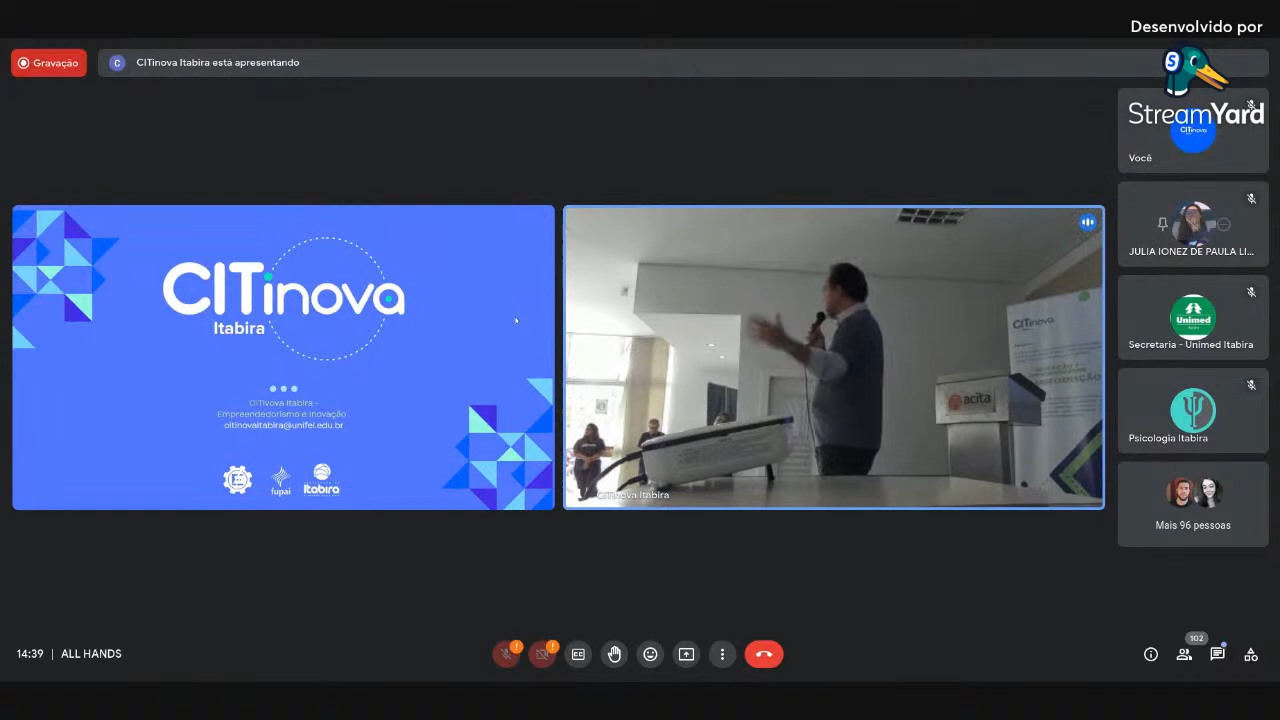 Desenvolvido por
Gravação
C
CITinova Itabira está apresentando
S
StreamYard
CITinova
Você
JULIA IONEZ DE PAULA LI...
Unimed
Secretaria - Unimed Itabira
Psicologia Itabira
Mais 96 pessoas
CITinova
Itabira
CITivova Itabira -
Empreendedorismo e Inovação
citinovaitabira@unifei.edu.br
fupai
Itabira
CITinova
acita
CITinova Itabira
14:39 | ALL HANDS
102